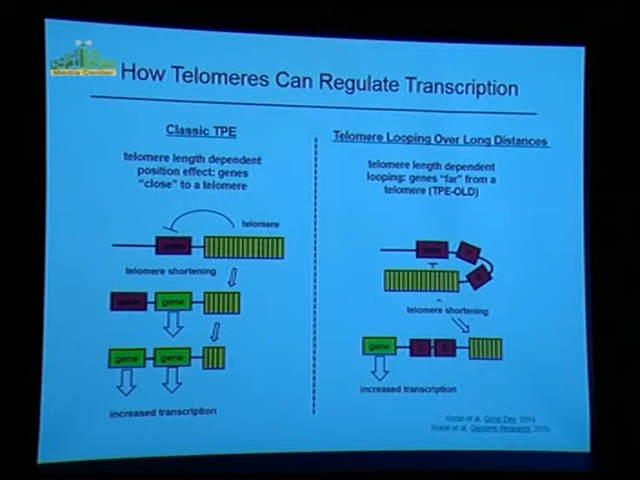 Media Center
How Telomeres Can Regulate Transcription
Classic TPE
telomere length dependent
position effect: genes
"close" to a telomere
telomere
gene
telomere shortening
gene gene
gene gene
increased transcription
Telomere Looping Over Long Distances
telomere length dependent
looping: genes "far" from a
telomere (TPE-OLD)
gene
telomere shortening
gene
increased transcription
Robin et al, Gene Dev, 2014
Robin et al, Genome Research, 2015